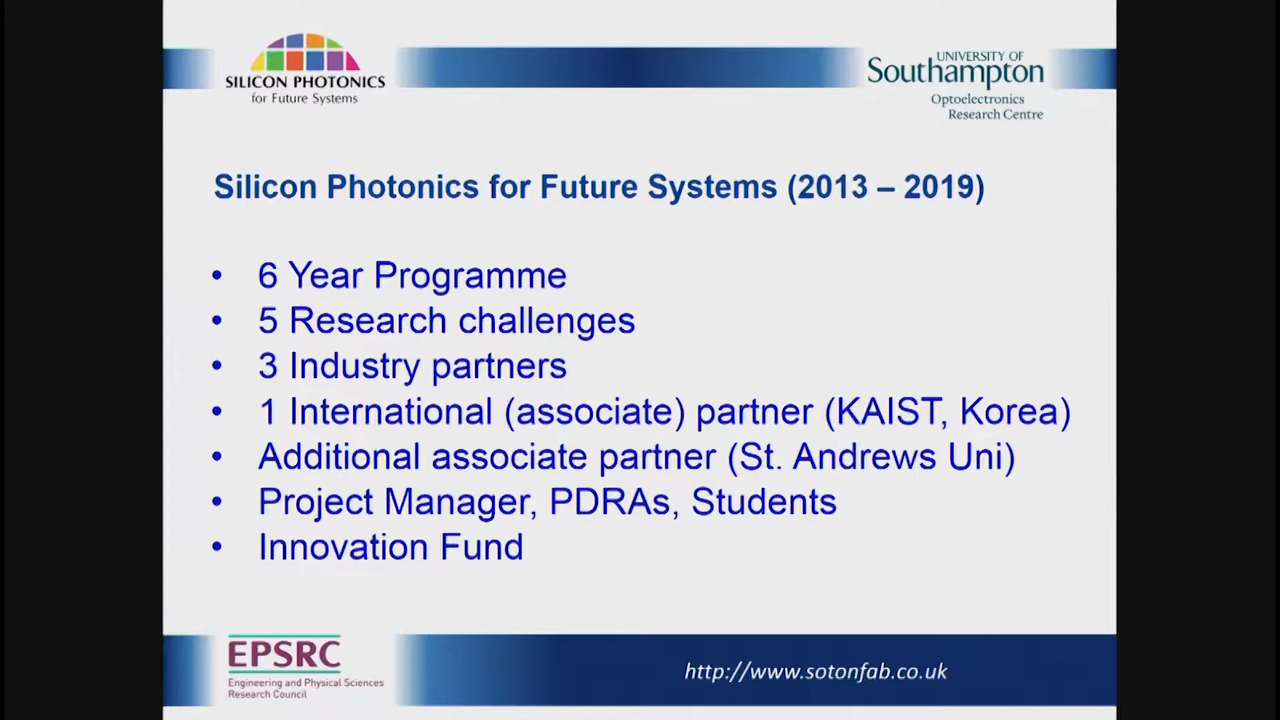 SILICON PHOTONICS
for Future Systems
UNIVERSITY OF
Southampton
Optoelectronics
Research Centre
Silicon Photonics for Future Systems (2013 – 2019)
• 6 Year Programme
• 5 Research challenges
• 3 Industry partners
• 1 International (associate) partner (KAIST, Korea)
• Additional associate partner (St. Andrews Uni)
• Project Manager, PDRAs, Students
• Innovation Fund
EPSRC
Engineering and Physical Sciences
Research Council
http://www.sotonfab.co.uk